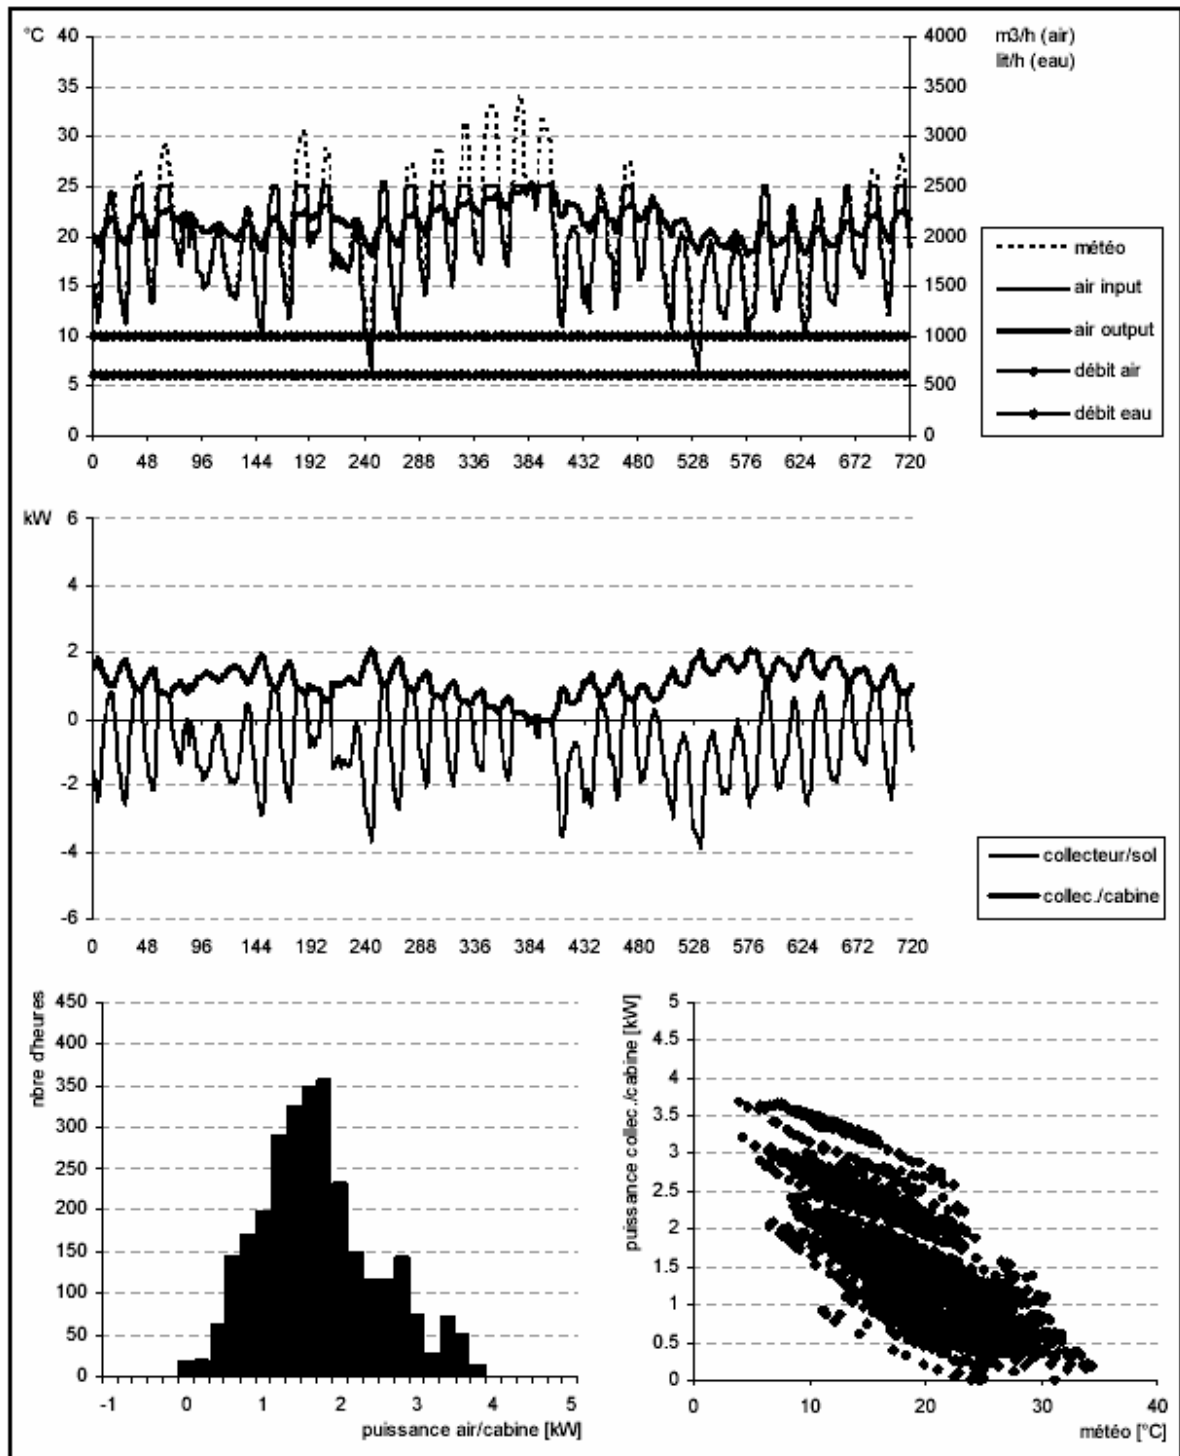 °C 40 4000 m3/h (air)
lit/h (eau)
35 3500
30 3000
25 2500
20 2000
15 1500
10 1000
5 500
0 0
0 48 96 144 192 240 288 336 384 432 480 528 576 624 672 720
météo
air input
air output
débit air
débit eau
kW 6
4
2
0
-2
-4
-6
0 48 96 144 192 240 288 336 384 432 480 528 576 624 672 720
collecteur/sol
collec./cabine
nbre d'heures
450
400
350
300
250
200
150
100
50
0
-1 0 1 2 3 4 5
puissance air/cabine [kW]
puissance collec./cabine [kW]
5
4.5
4
3.5
3
2.5
2
1.5
1
0.5
0
0 10 20 30 40
météo [°C]